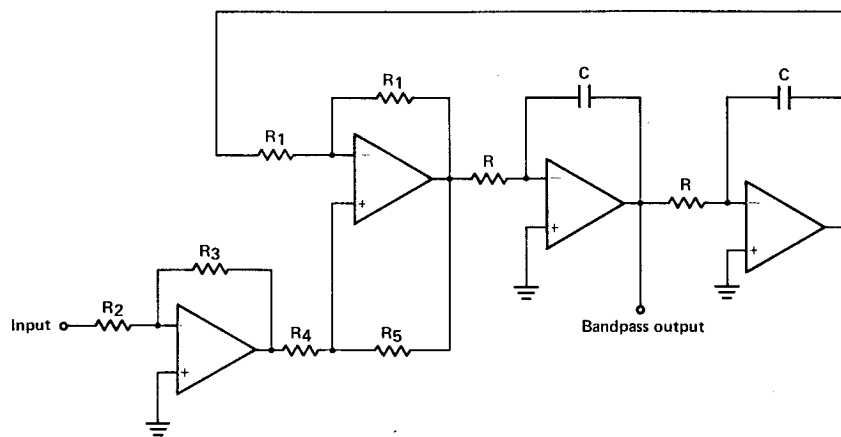 C
C
R1
R1
R
R
−
+
−
+
−
+
R3
Input
R2
R4
R5
Bandpass output
−
+